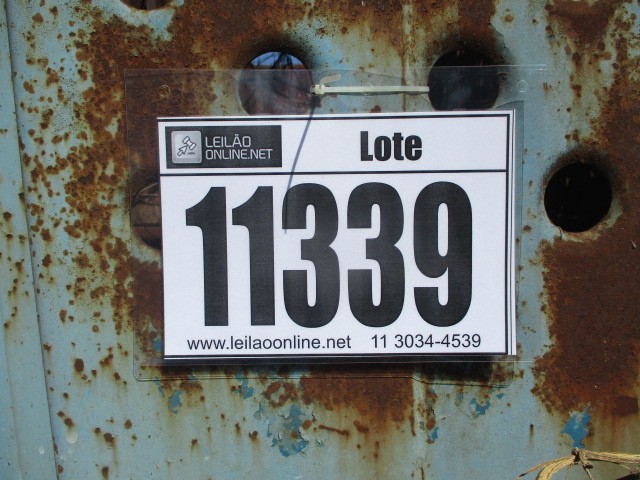 LEILÃO
ONLINE.NET
Lote
11339
www.leilaoonline.net 11 3034-4539